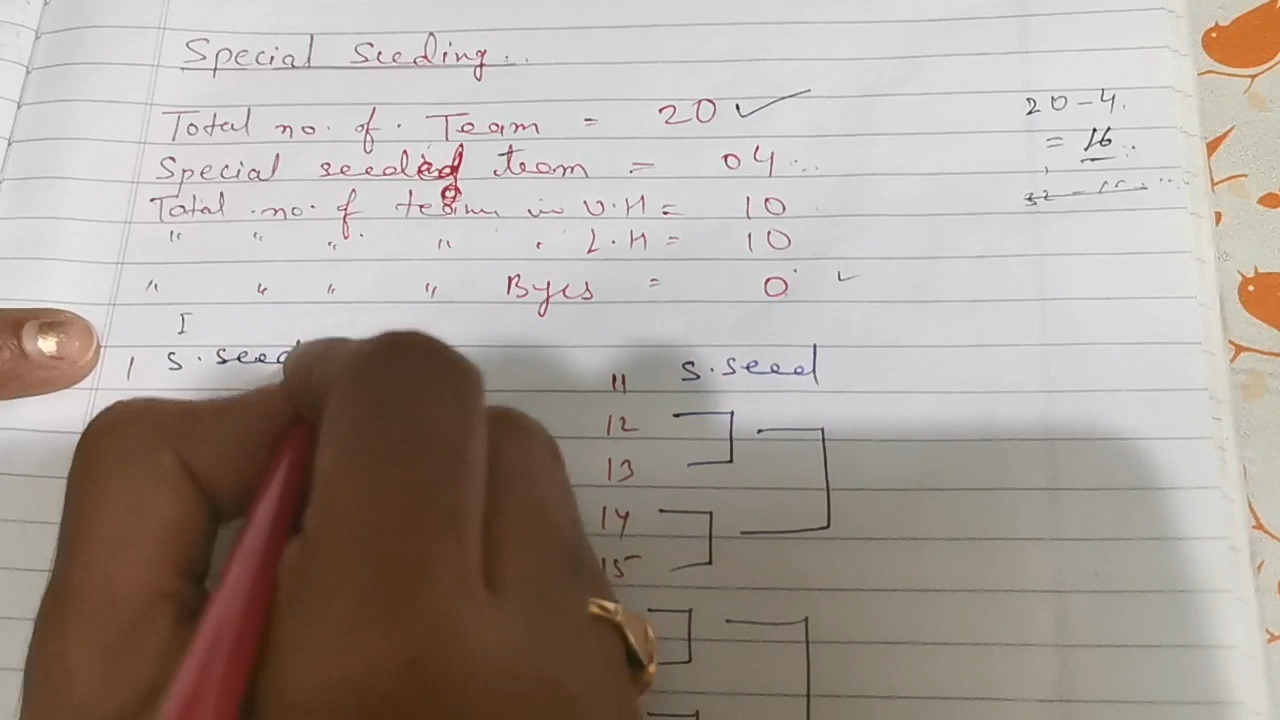 Special Seeding..
Total no. of. Team = 20 ✓
20-4.
Special seeded team = 04...
= 16
Total no. of team in U.H = 10
" " " " " L.H = 10
" " " " Byes = 0 ✓
I
1 S.seed
11 S.seed
12
13
14
15